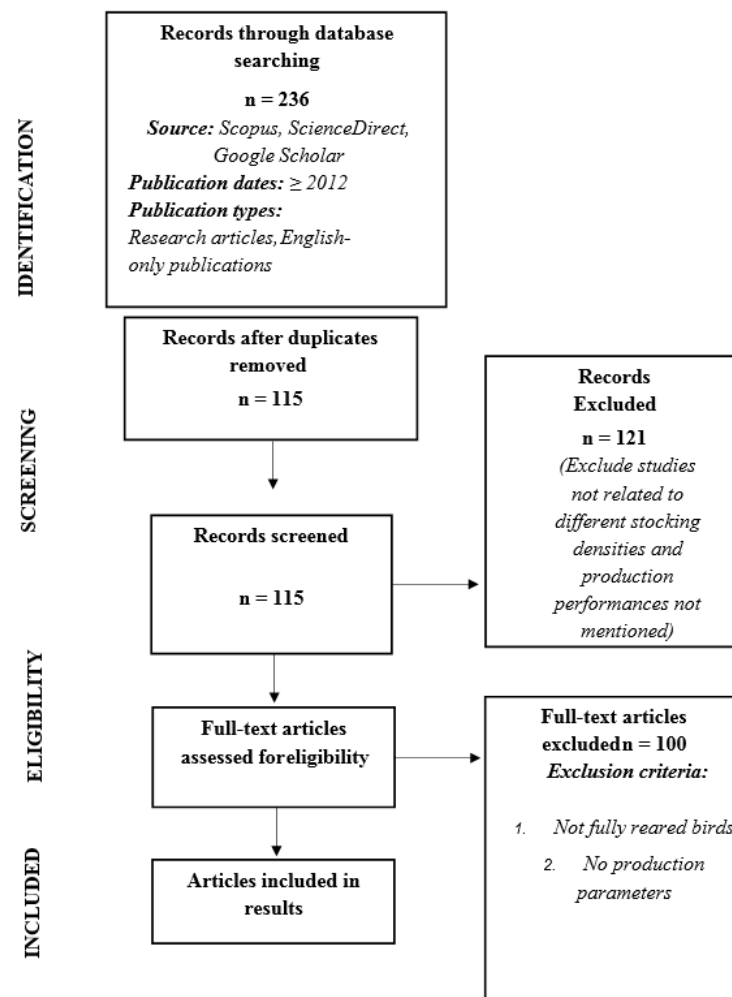 IDENTIFICATION
Records through database
searching
n = 236
Source: Scopus, ScienceDirect,
Google Scholar
Publication dates: ≥ 2012
Publication types:
Research articles, English-
only publications
SCREENING
Records after duplicates
removed
n = 115
Records
Excluded
n = 121
(Exclude studies
not related to
different stocking
densities and
production
performances not
mentioned)
Records screened
n = 115
ELIGIBILITY
Full-text articles
assessed foreligibility
Full-text articles
excludedn = 100
Exclusion criteria:
1. Not fully reared birds
2. No production
parameters
INCLUDED
Articles included in
results